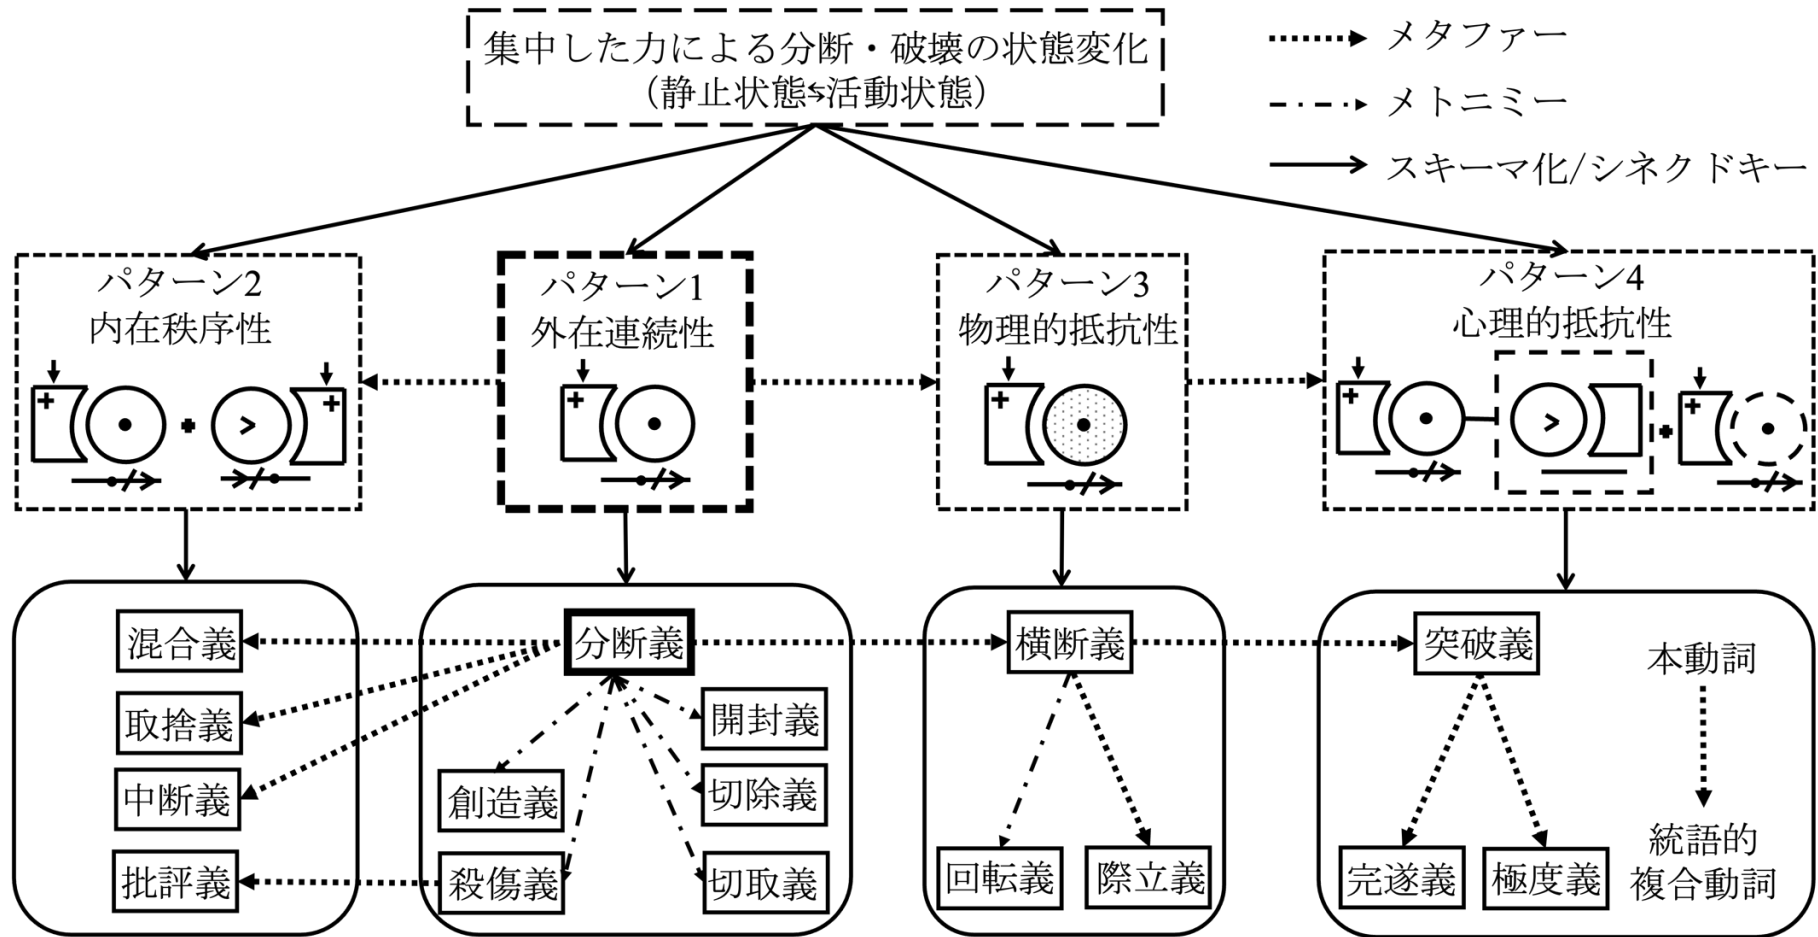 集中した力による分断・破壊の状態変化
（静止状態⇆活動状態）
メタファー
メトニミー
スキーマ化/シネクドキー
パターン2
内在秩序性
パターン1
外在連続性
パターン3
物理的抵抗性
パターン4
心理的抵抗性
混合義
取捨義
中断義
批評義
分断義
開封義
創造義
切除義
殺傷義
切取義
横断義
回転義
際立義
突破義
完遂義
極度義
本動詞
統語的
複合動詞